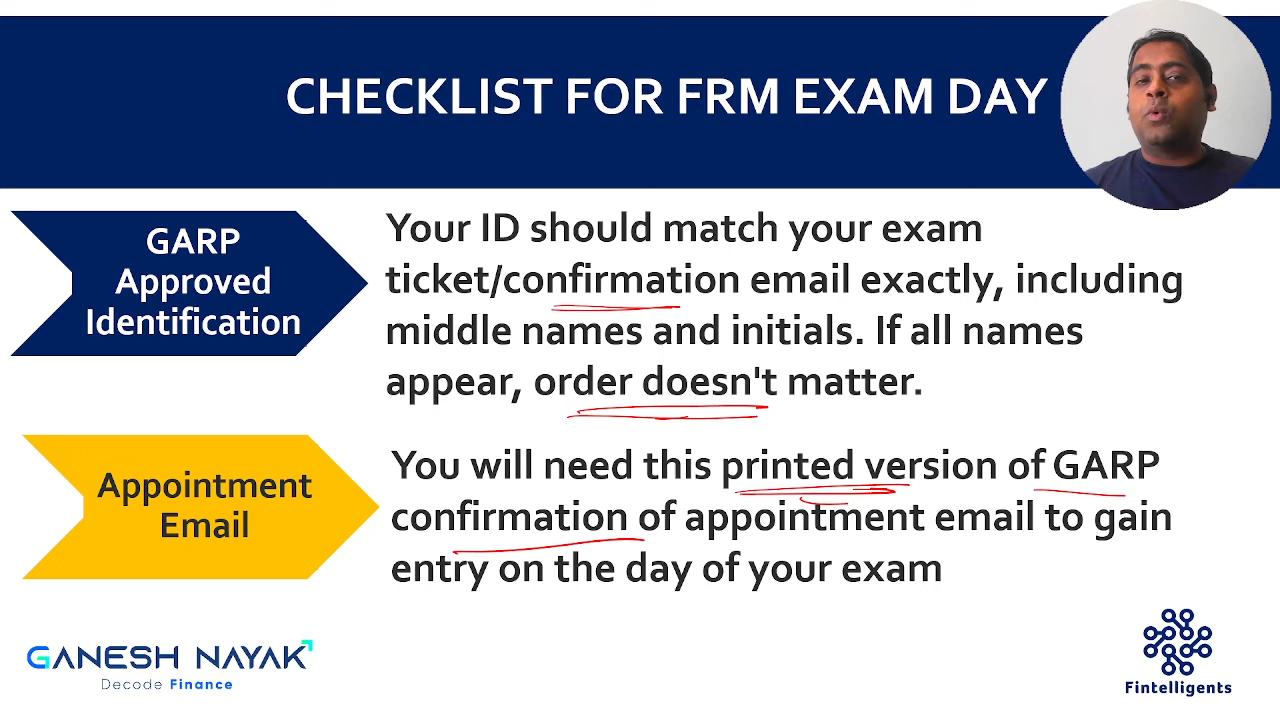 CHECKLIST FOR FRM EXAM DAY
GARP
Approved
Identification
Your ID should match your exam
ticket/confirmation email exactly, including
middle names and initials. If all names
appear, order doesn't matter.
Appointment
Email
You will need this printed version of GARP
confirmation of appointment email to gain
entry on the day of your exam
GANESH NAYAK
Decode Finance
Fintelligents